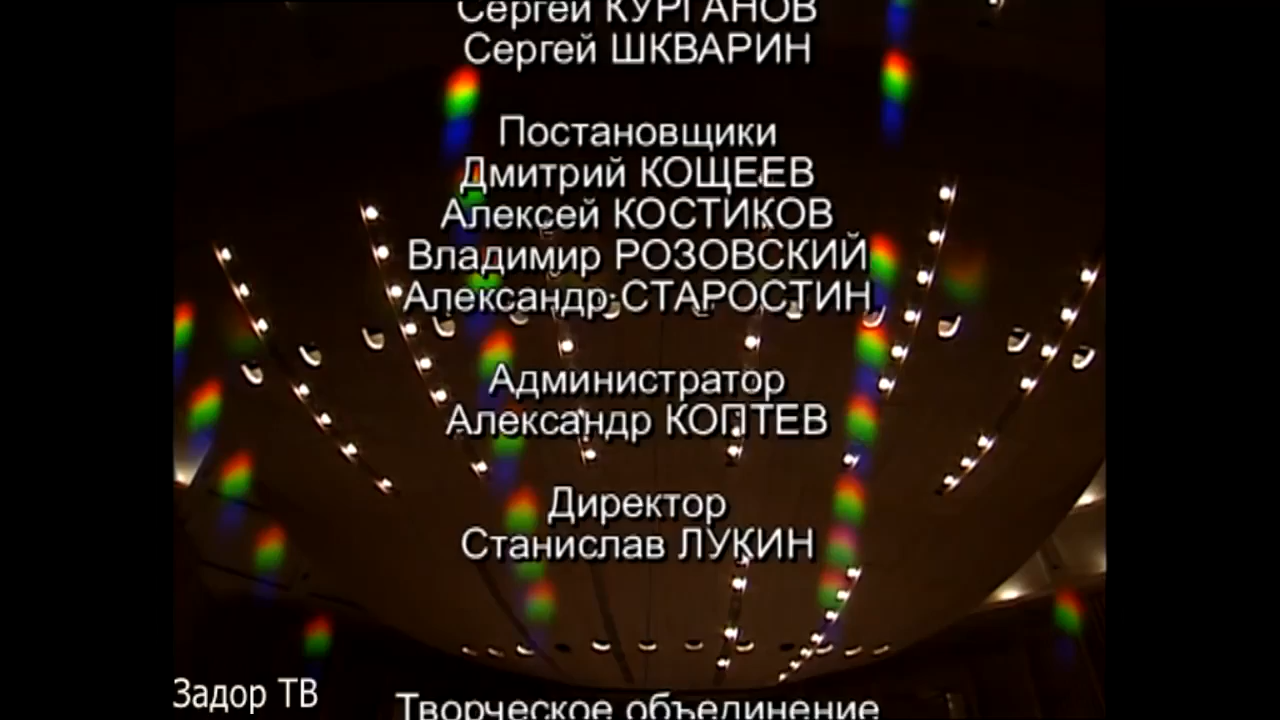 Сергей КУРГАНОВ
Сергей ШКВАРИН
Постановщики
Дмитрий КОЩЕЕВ
Алексей КОСТИКОВ
Владимир РОЗОВСКИЙ
Александр СТАРОСТИН
Администратор
Александр КОПТЕВ
Директор
Станислав ЛУКИН
Задор ТВ
Творческое объединение